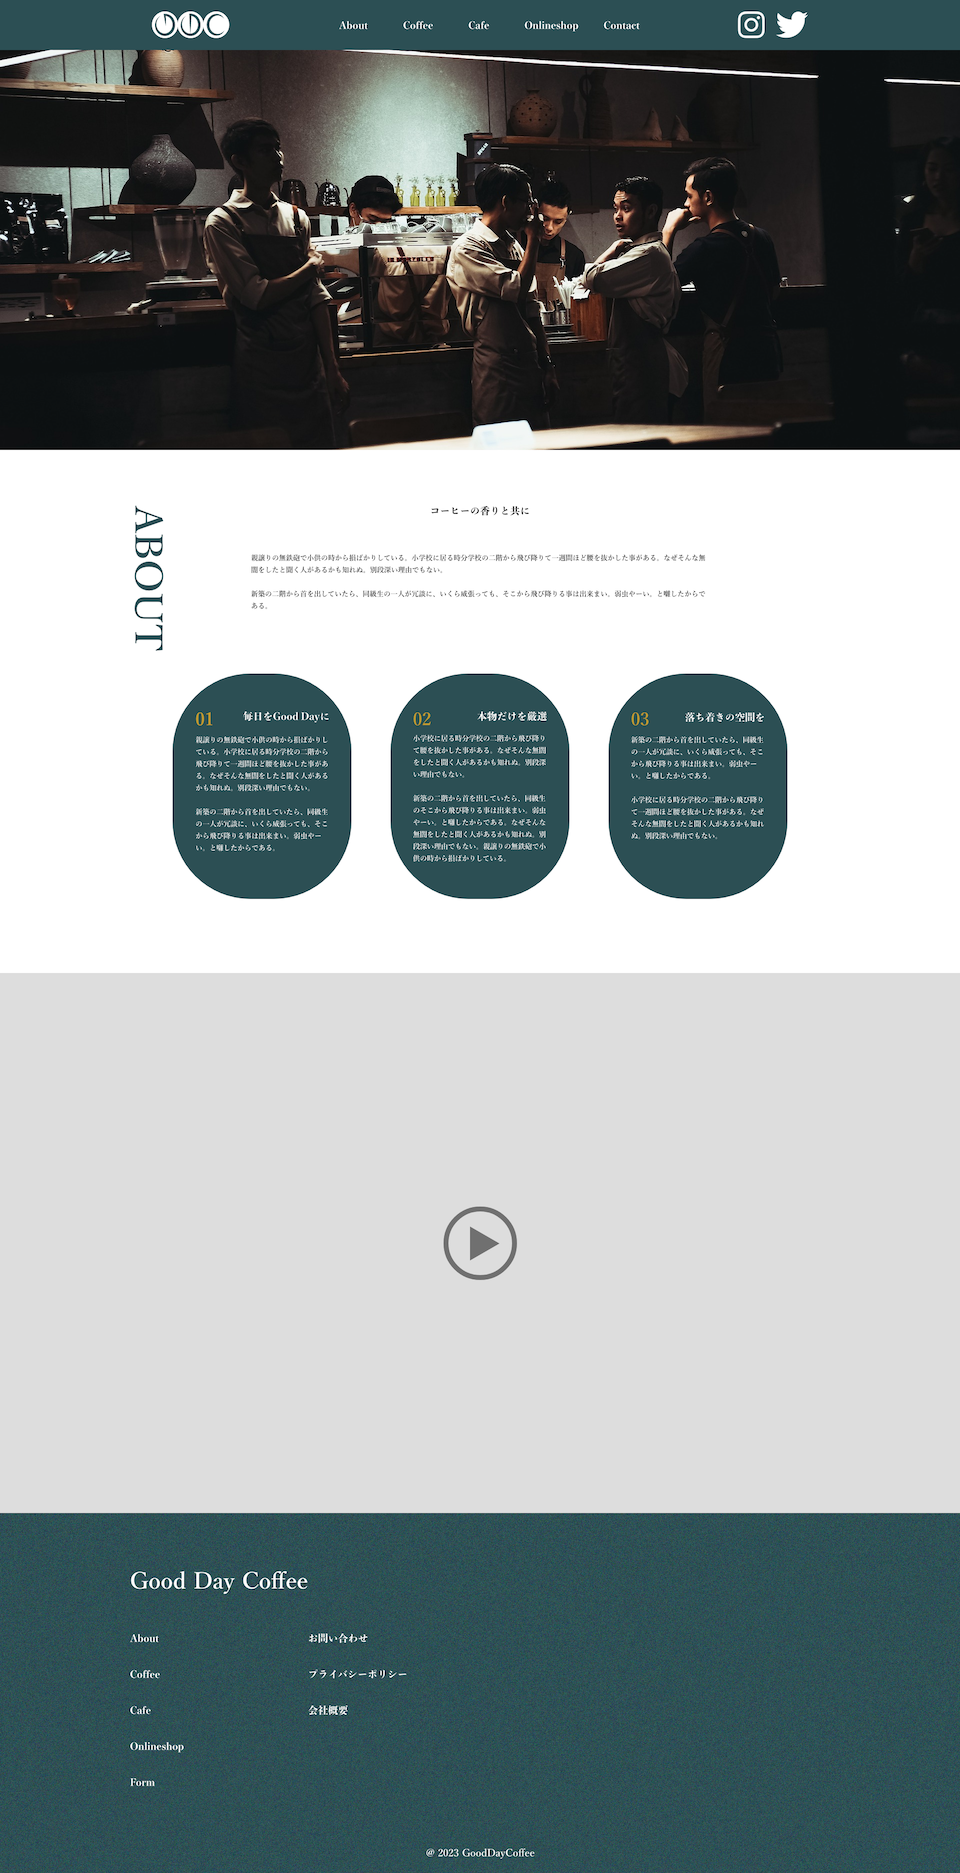 GDC
About Coffee Cafe Onlineshop Contact
ABOUT
コーヒーの香りと共に
親譲りの無鉄砲で小供の時から損ばかりしている。小学校に居る時分学校の二階から飛び降りて一週間ほど腰を抜かした事がある。なぜそんな無
闇をしたと聞く人があるかも知れぬ。別段深い理由でもない。
新築の二階から首を出していたら、同級生の一人が冗談に、いくら威張っても、そこから飛び降りる事は出来まい。弱虫やーい。と囃したからで
ある。
01 毎日をGood Dayに
親譲りの無鉄砲で小供の時から損ばかりし
ている。小学校に居る時分学校の二階から
飛び降りて一週間ほど腰を抜かした事があ
る。なぜそんな無闇をしたと聞く人がある
かも知れぬ。別段深い理由でもない。
新築の二階から首を出していたら、同級生
の一人が冗談に、いくら威張っても、そこ
から飛び降りる事は出来まい。弱虫やー
い。と囃したからである。
02 本物だけを厳選
小学校に居る時分学校の二階から飛び降り
て腰を抜かした事がある。なぜそんな無闇
をしたと聞く人があるかも知れぬ。別段深
い理由でもない。
新築の二階から首を出していたら、同級生
のそこから飛び降りる事は出来まい。弱虫
やーい。と囃したからである。なぜそんな
無闇をしたと聞く人があるかも知れぬ。別
段深い理由でもない。親譲りの無鉄砲で小
供の時から損ばかりしている。
03 落ち着きの空間を
新築の二階から首を出していたら、同級生
の一人が冗談に、いくら威張っても、そこ
から飛び降りる事は出来まい。弱虫やー
い。と囃したからである。
小学校に居る時分学校の二階から飛び降り
て一週間ほど腰を抜かした事がある。なぜ
そんな無闇をしたと聞く人があるかも知れ
ぬ。別段深い理由でもない。
Good Day Coffee
About
Coffee
Cafe
Onlineshop
Form
お問い合わせ
プライバシーポリシー
会社概要
@ 2023 GoodDayCoffee